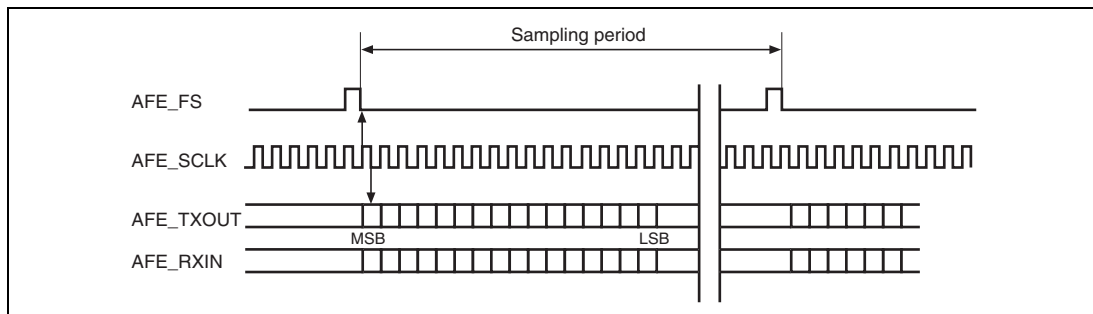 Sampling period
AFE_FS
AFE_SCLK
AFE_TXOUT
MSB LSB
AFE_RXIN